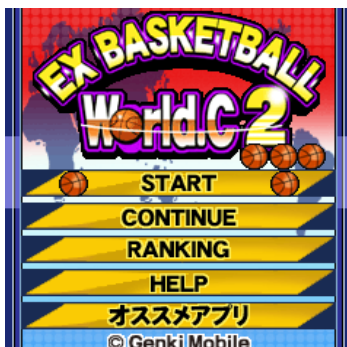 EX BASKETBALL
World.C 2
START
CONTINUE
RANKING
HELP
オススメアプリ
© Genki Mobile